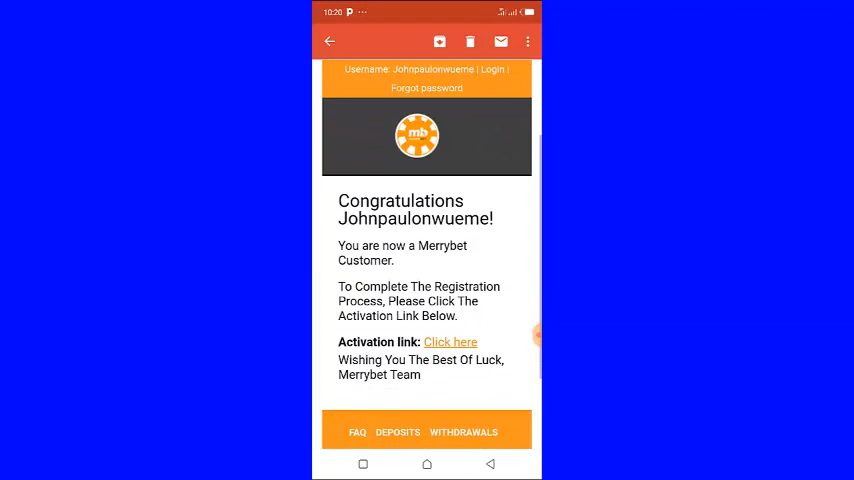 10:20 P
Username: Johnpaulonwueme | Login |
Forgot password
mb
Congratulations
Johnpaulonwueme!
You are now a Merrybet
Customer.
To Complete The Registration
Process, Please Click The
Activation Link Below.
Activation link: Click here
Wishing You The Best Of Luck,
Merrybet Team
FAQ DEPOSITS WITHDRAWALS